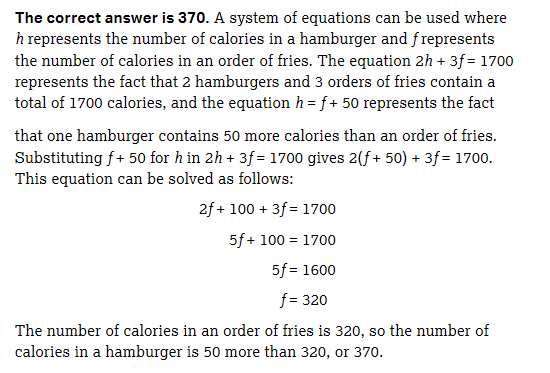 The correct answer is 370. A system of equations can be used where
h represents the number of calories in a hamburger and f represents
the number of calories in an order of fries. The equation 2h + 3f = 1700
represents the fact that 2 hamburgers and 3 orders of fries contain a
total of 1700 calories, and the equation h = f + 50 represents the fact
that one hamburger contains 50 more calories than an order of fries.
Substituting f + 50 for h in 2h + 3f = 1700 gives 2(f + 50) + 3f = 1700.
This equation can be solved as follows:
2f + 100 + 3f = 1700
5f + 100 = 1700
5f = 1600
f = 320
The number of calories in an order of fries is 320, so the number of
calories in a hamburger is 50 more than 320, or 370.